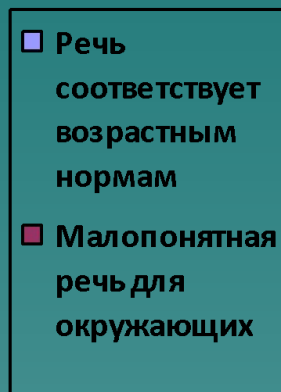 Речь
соответствует
возрастным
нормам
Малопонятная
речь для
окружающих